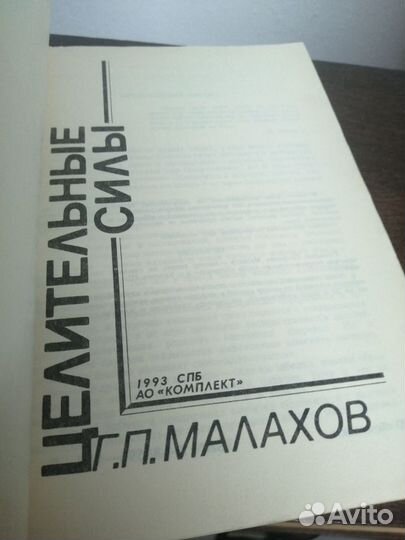 ЦЕЛИТЕЛЬНЫЕ
СИЛЫ
1993 СПБ
АО «КОМПЛЕКТ»
Г.П.МАЛАХОВ
Avito